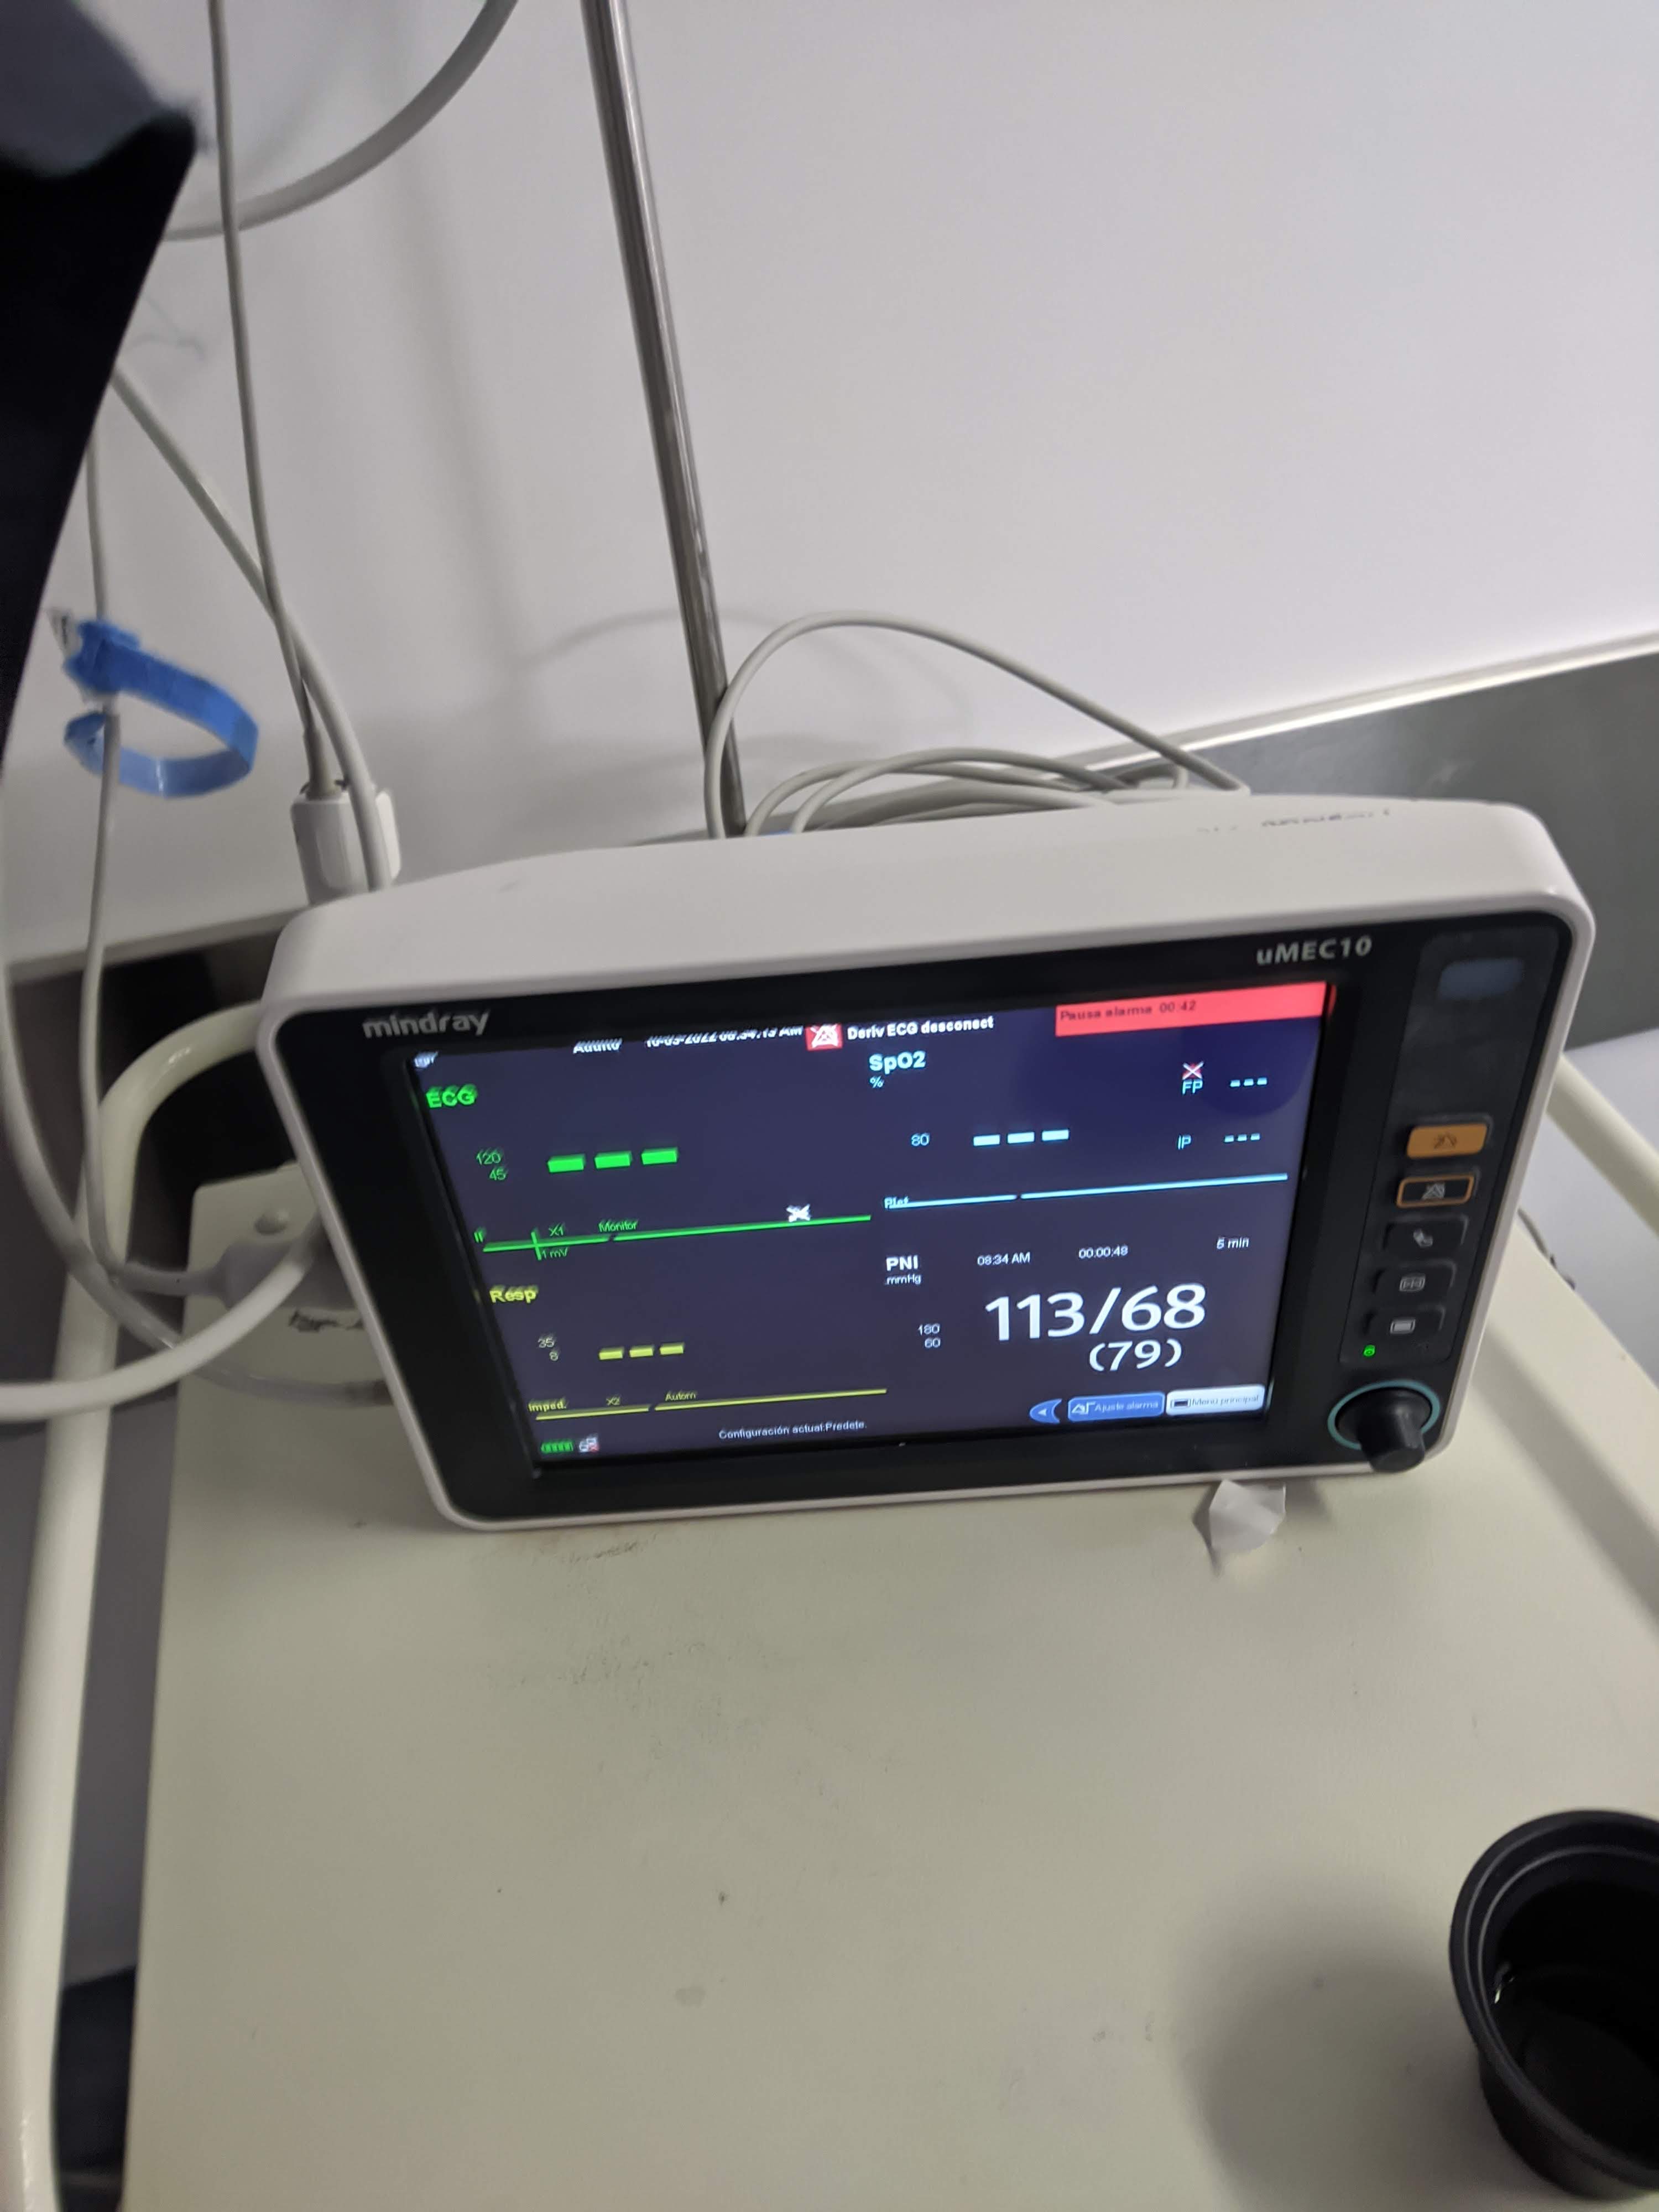 uMEC10
mindray
Pausa alarma 00:42
Deriv ECG desconect
ECG
120
45
II X1 Monitor
1 mV
SpO2
%
80
FP ---
IP ---
Plet
Resp
35
8
Imped. X2 Autom
PNI 08:34 AM 00:00:48 5 min
mmHg
180
60
113/68
(79)
Configuración actual:Predete.
Ajuste alarma
Menú principal